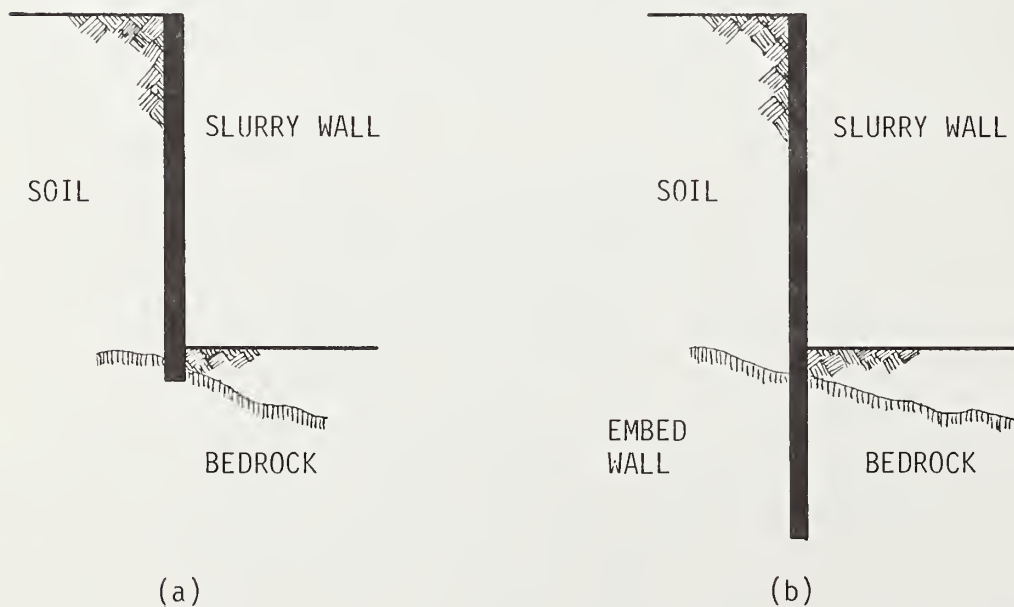 SLURRY WALL
SOIL
BEDROCK
(a)
SLURRY WALL
SOIL
EMBED
WALL
BEDROCK
(b)